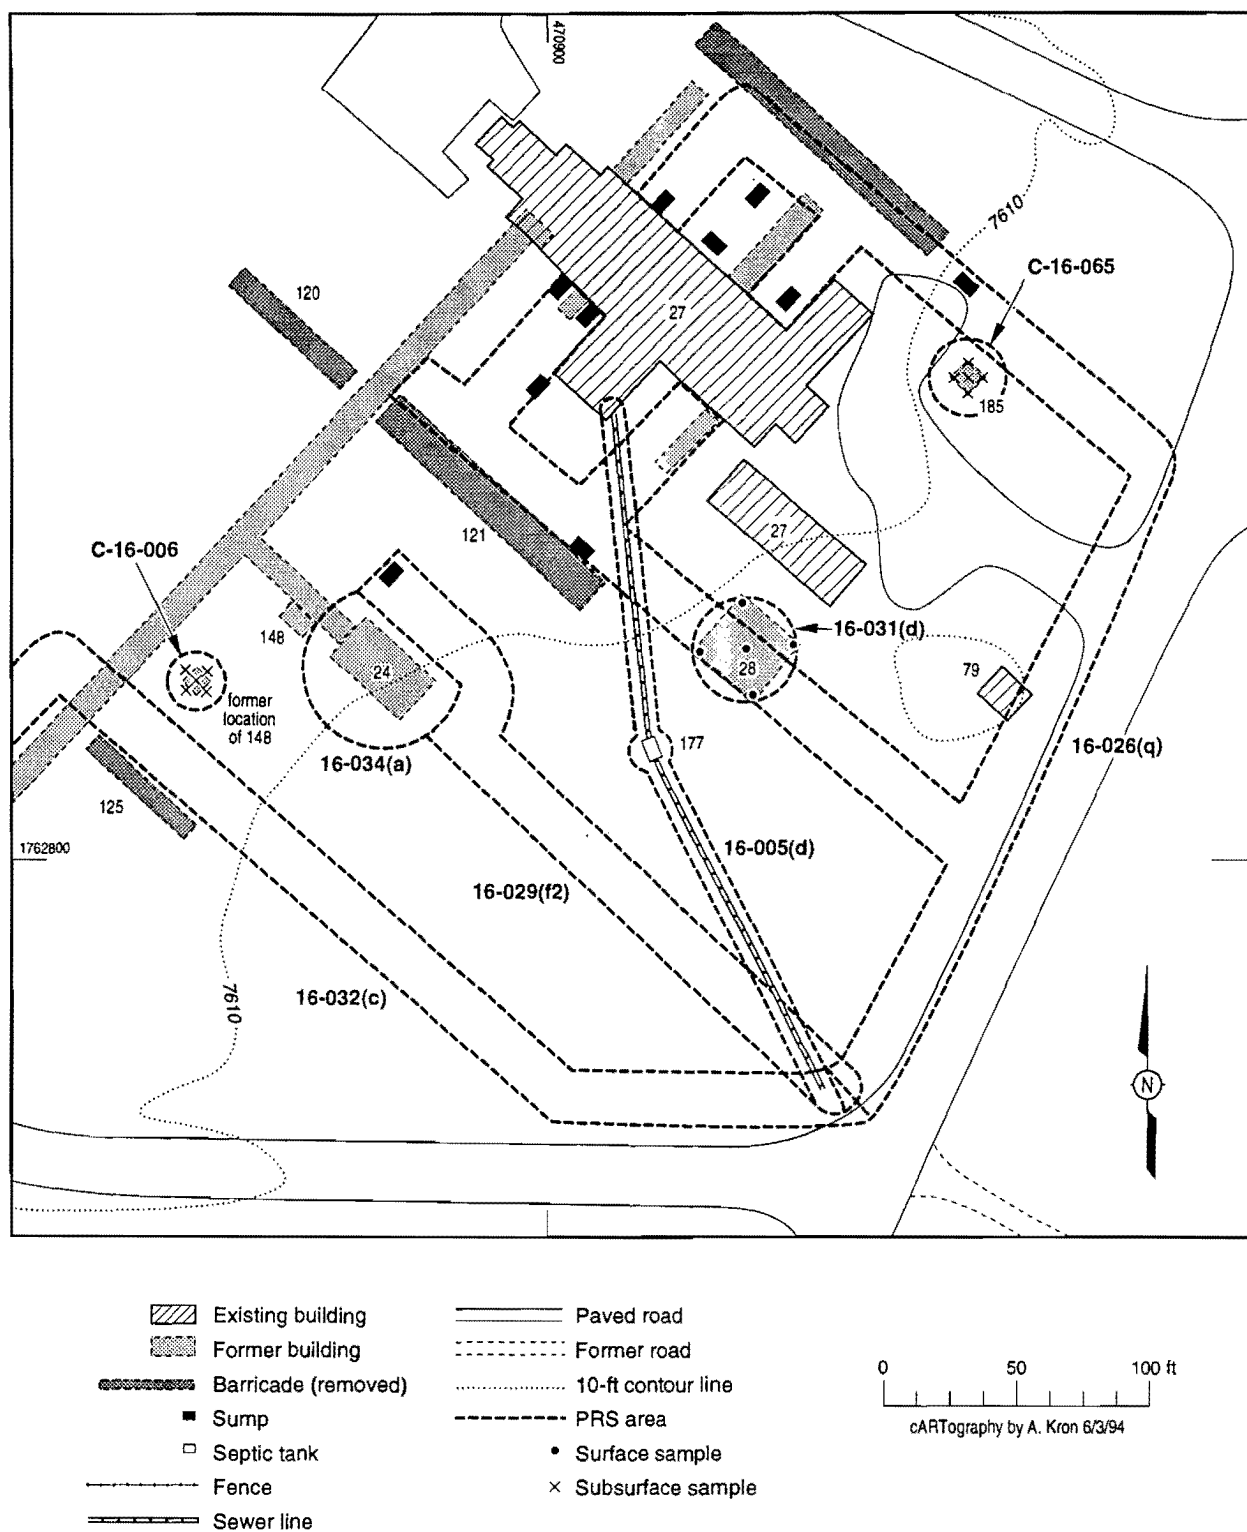 470900
7610
C-16-065
120
27
185
121
27
C-16-006
148
16-031(d)
24
28
79
former
location
of 148
177
16-034(a)
16-026(q)
125
1762800
16-005(d)
16-029(f2)
16-032(c)
7610
N
Existing building
Former building
Barricade (removed)
Sump
Septic tank
Fence
Sewer line
Paved road
Former road
10-ft contour line
PRS area
Surface sample
Subsurface sample
0 50 100 ft
cARTography by A. Kron 6/3/94